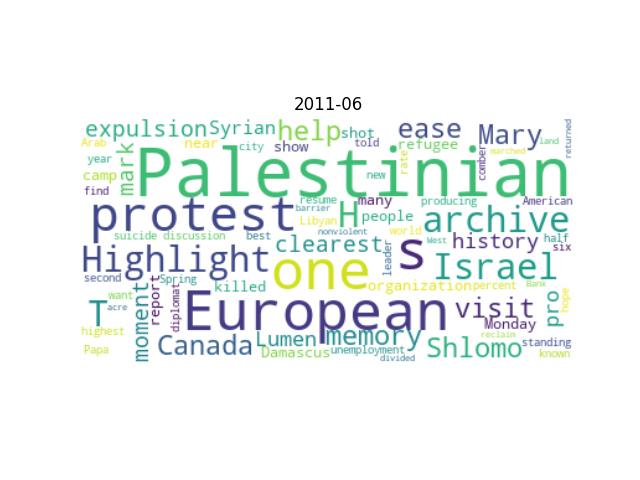 2011-06
expulsion Syrian help shot ease Mary land returned
Arab near city show told refugee rate marched comber
year mark Palestinian
camp new
find resume many producing American
protest barrier H people archive
Libyan world
suicide discussion best nonviolent clearest leader s West history half
Highlight one Israel six
second Spring killed organization percent Bank hope
want report diplomat European visit pro
T acre moment Monday
highest Lumen memory reclaim
Papa Canada Damascus unemployment Shlomo standing
divided known